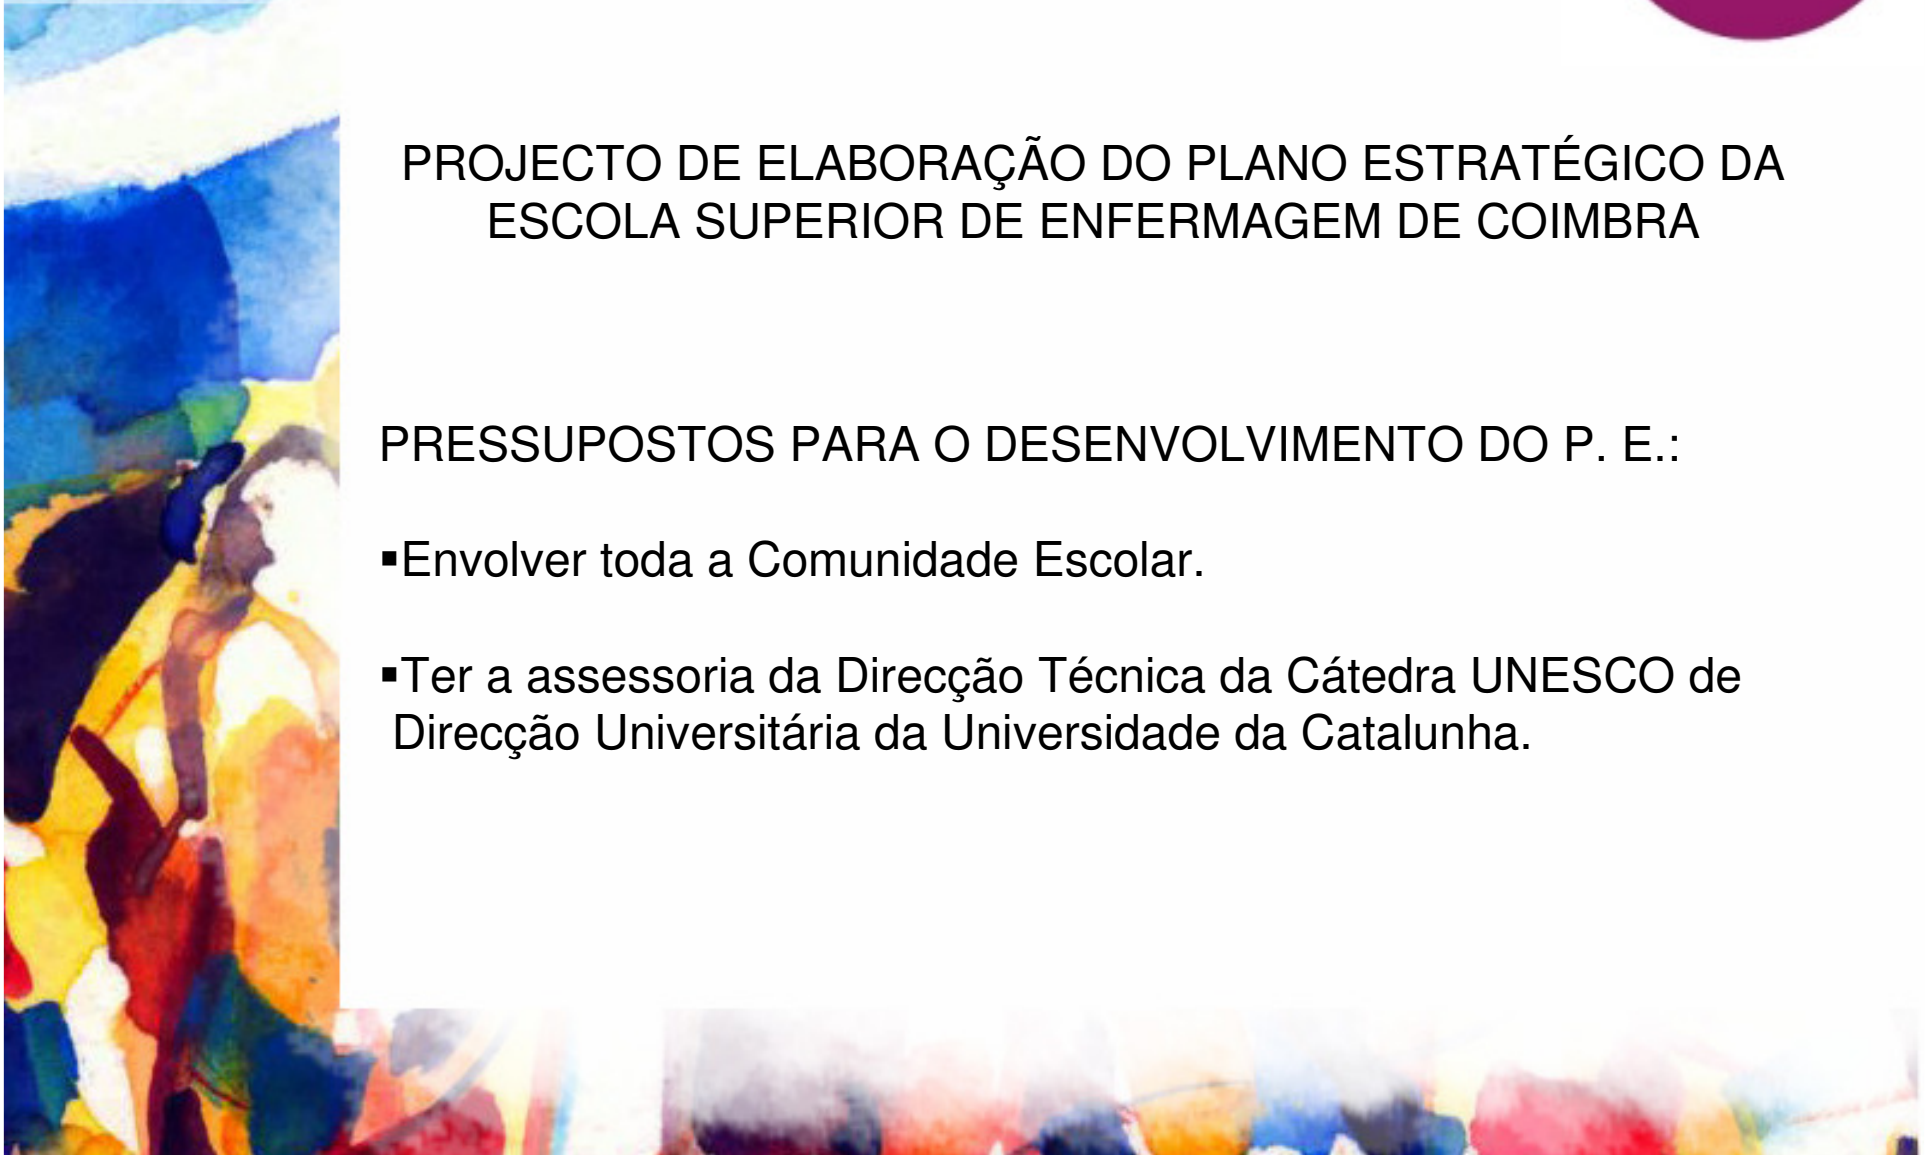 PROJECTO DE ELABORAÇÃO DO PLANO ESTRATÉGICO DA
ESCOLA SUPERIOR DE ENFERMAGEM DE COIMBRA
PRESSUPOSTOS PARA O DESENVOLVIMENTO DO P. E.:
▪Envolver toda a Comunidade Escolar.
▪Ter a assessoria da Direcção Técnica da Cátedra UNESCO de
Direcção Universitária da Universidade da Catalunha.